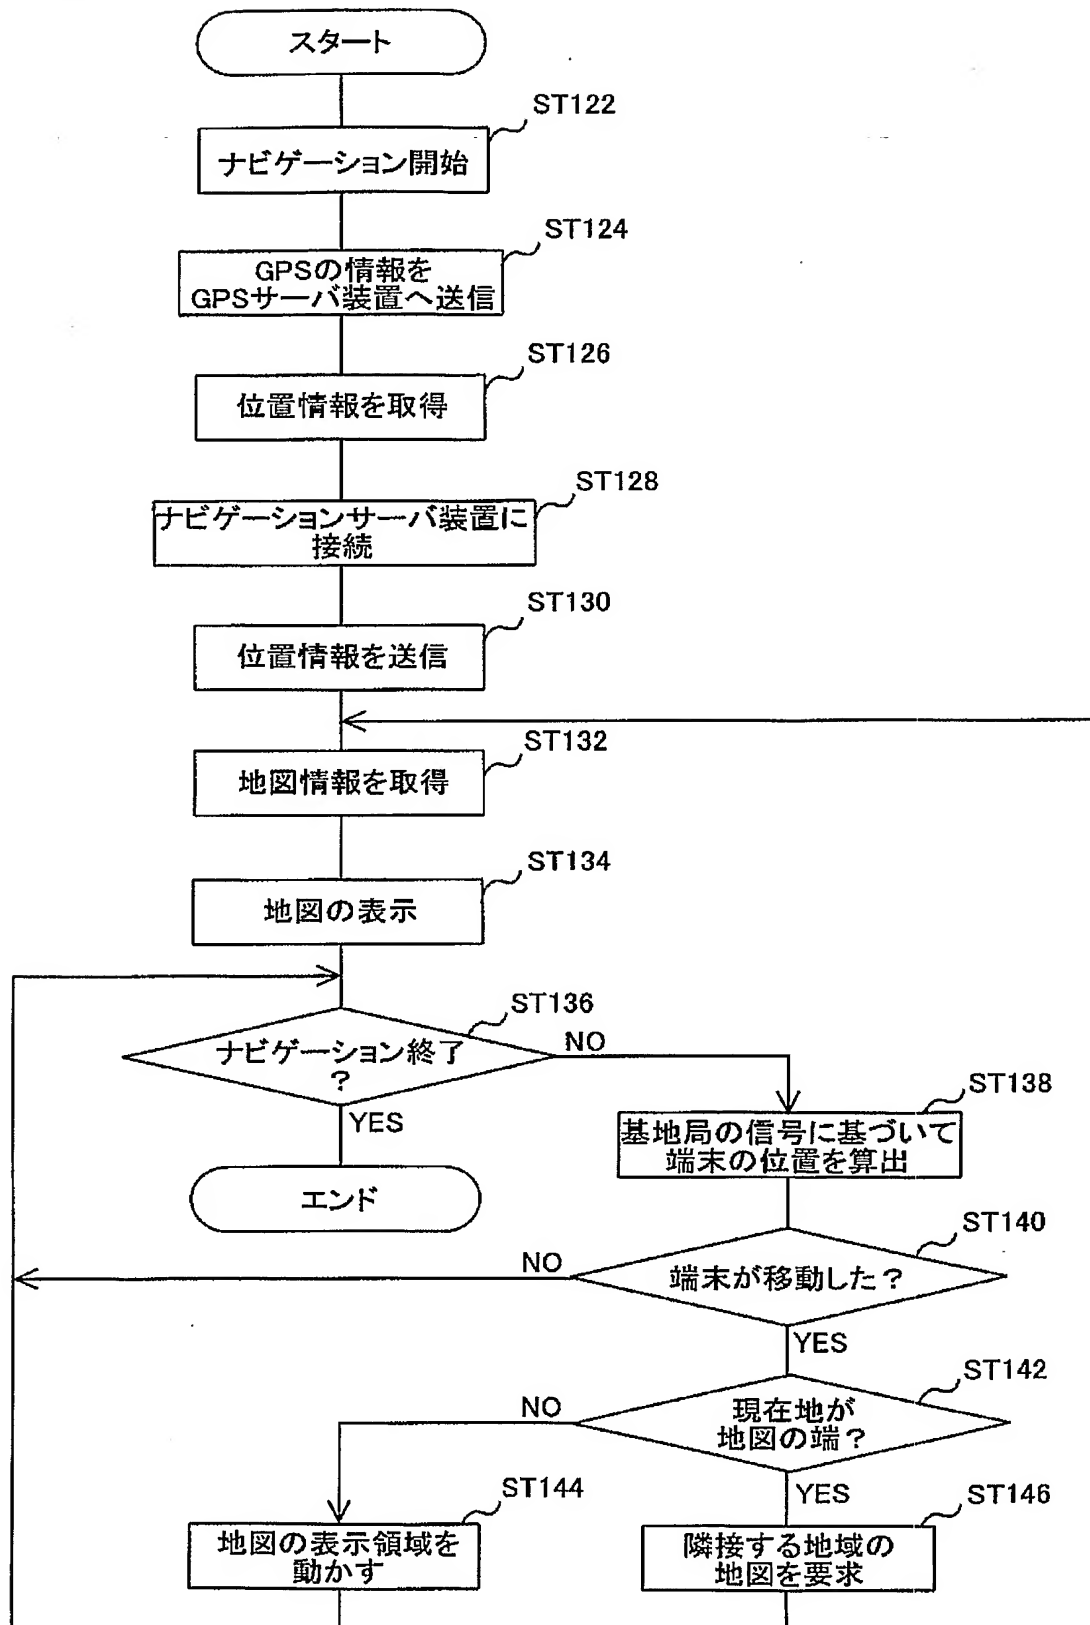 スタート
ST122
ナビゲーション開始
ST124
GPSの情報を
GPSサーバ装置へ送信
ST126
位置情報を取得
ST128
ナビゲーションサーバ装置に
接続
ST130
位置情報を送信
ST132
地図情報を取得
ST134
地図の表示
ST136
ナビゲーション終了
?
NO
YES
エンド
ST138
基地局の信号に基づいて
端末の位置を算出
ST140
端末が移動した?
NO
YES
ST142
現在地が
地図の端?
NO
YES
ST144
地図の表示領域を
動かす
ST146
隣接する地域の
地図を要求